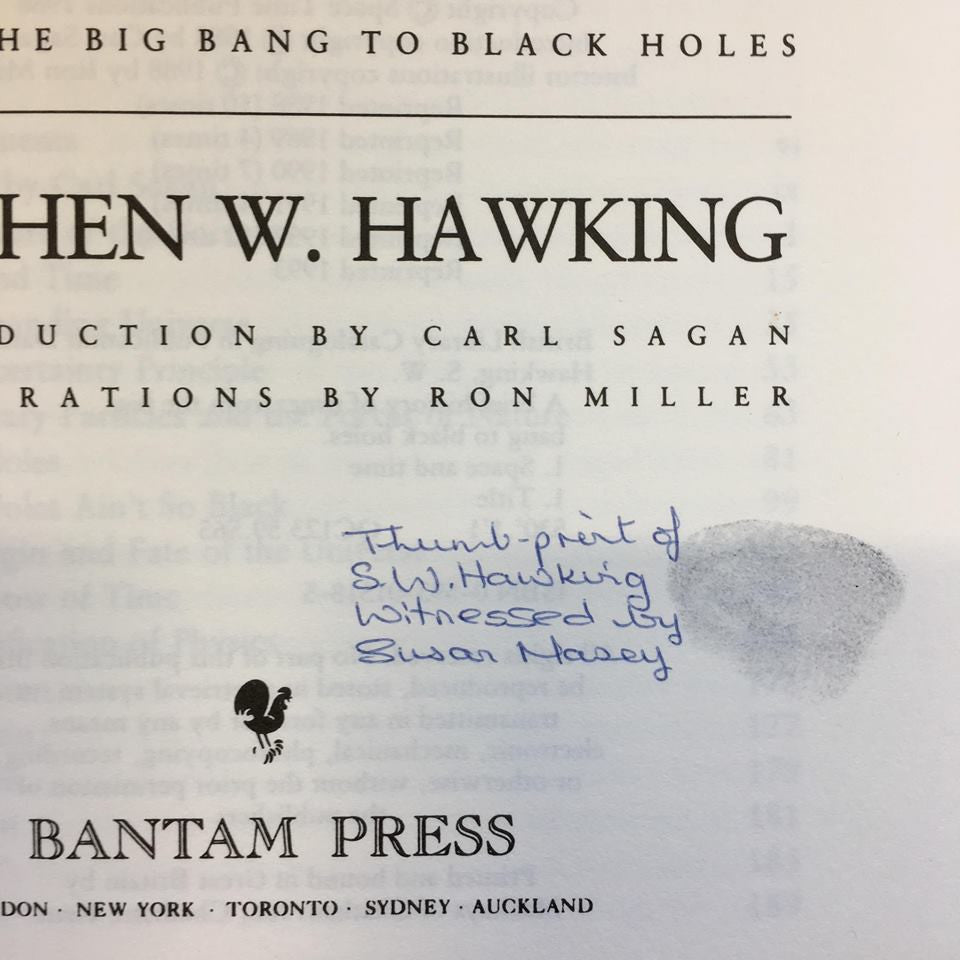 HE BIG BANG TO BLACK HOLES
HEN W. HAWKING
DUCTION BY CARL SAGAN
RATIONS BY RON MILLER
Thumb-print of
S.W. Hawking
Witnessed by
Susan Masey
BANTAM PRESS
DON · NEW YORK · TORONTO · SYDNEY · AUCKLAND